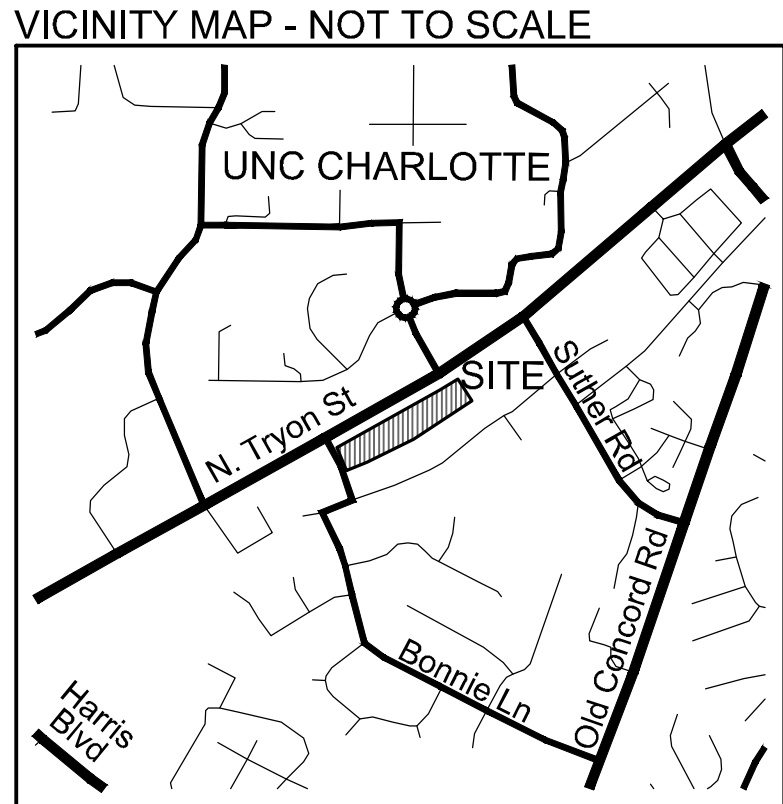 VICINITY MAP - NOT TO SCALE
UNC CHARLOTTE
SITE
Suther Rd
N. Tryon St
Old Concord Rd
Bonnie Ln
Harris
Blvd